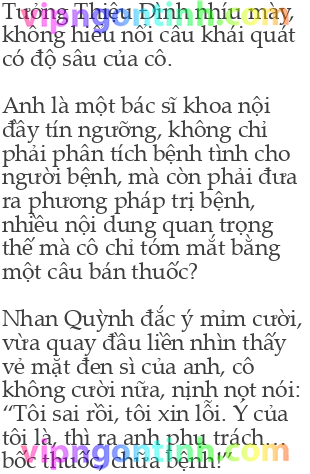 Tưởng Thiệu Đình nhíu mày,
không hiểu nổi câu khái quát
có độ sâu của cô.
Anh là một bác sĩ khoa nội
đầy tín ngưỡng, không chỉ
phải phân tích bệnh tình cho
người bệnh, mà còn phải đưa
ra phương pháp trị bệnh,
nhiều nội dung quan trọng
thế mà cô chỉ tóm mắt bằng
một câu bán thuốc?
Nhan Quỳnh đắc ý mỉm cười,
vừa quay đầu liền nhìn thấy
vẻ mặt đen sì của anh, cô
không cười nữa, nịnh nọt nói:
“Tôi sai rồi, tôi xin lỗi. Ý của
tôi là, thì ra anh phụ trách…
bốc thuốc, chữa bệnh!”
vipngontinh.com
vipngontinh.com